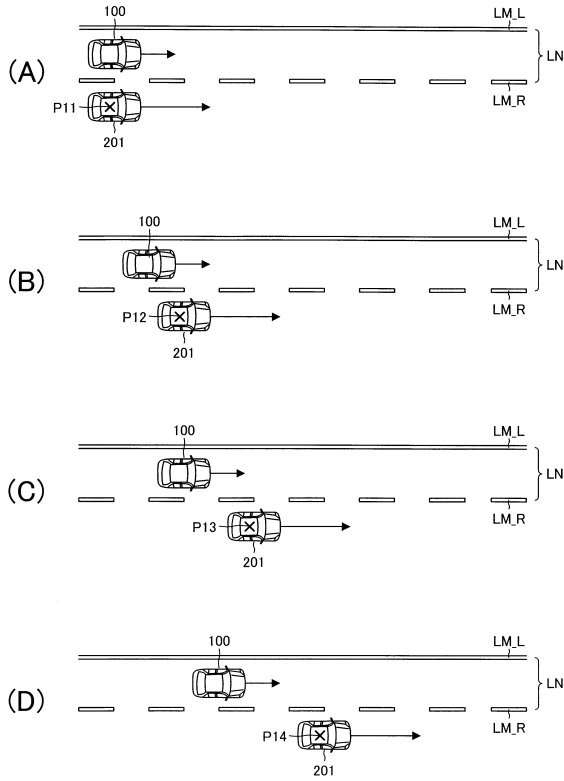 100
LM_L
(A)
LN
P11
201
LM_R
100
LM_L
(B)
LN
P12
201
LM_R
100
LM_L
(C)
LN
P13
201
LM_R
100
LM_L
(D)
LN
P14
201
LM_R